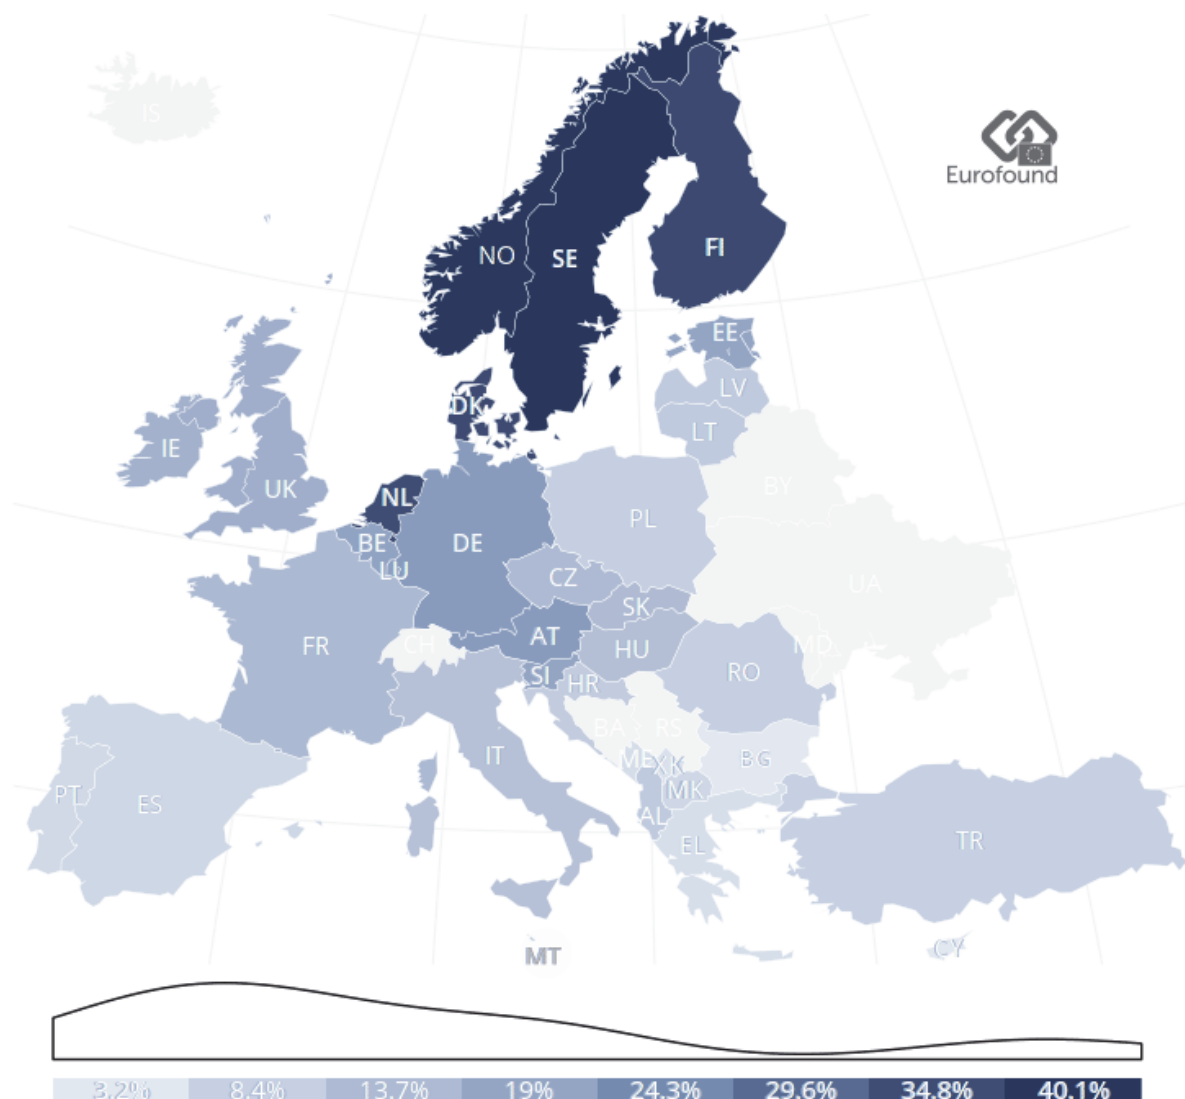 IS
Eurofound
NO
SE
FI
EE
DK
LV
LT
IE
UK
NL
BY
PL
BE
DE
LU
CZ
UA
SK
FR
CH
AT
HU
MD
SI
HR
RO
BA
RS
IT
ME
XK
BG
PT
ES
MK
AL
EL
TR
CY
MT
3.2% 8.4% 13.7% 19% 24.3% 29.6% 34.8% 40.1%